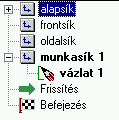 alapsík
frontsík
oldalsík
munkasík 1
vázlat 1
Frissítés
Befejezés